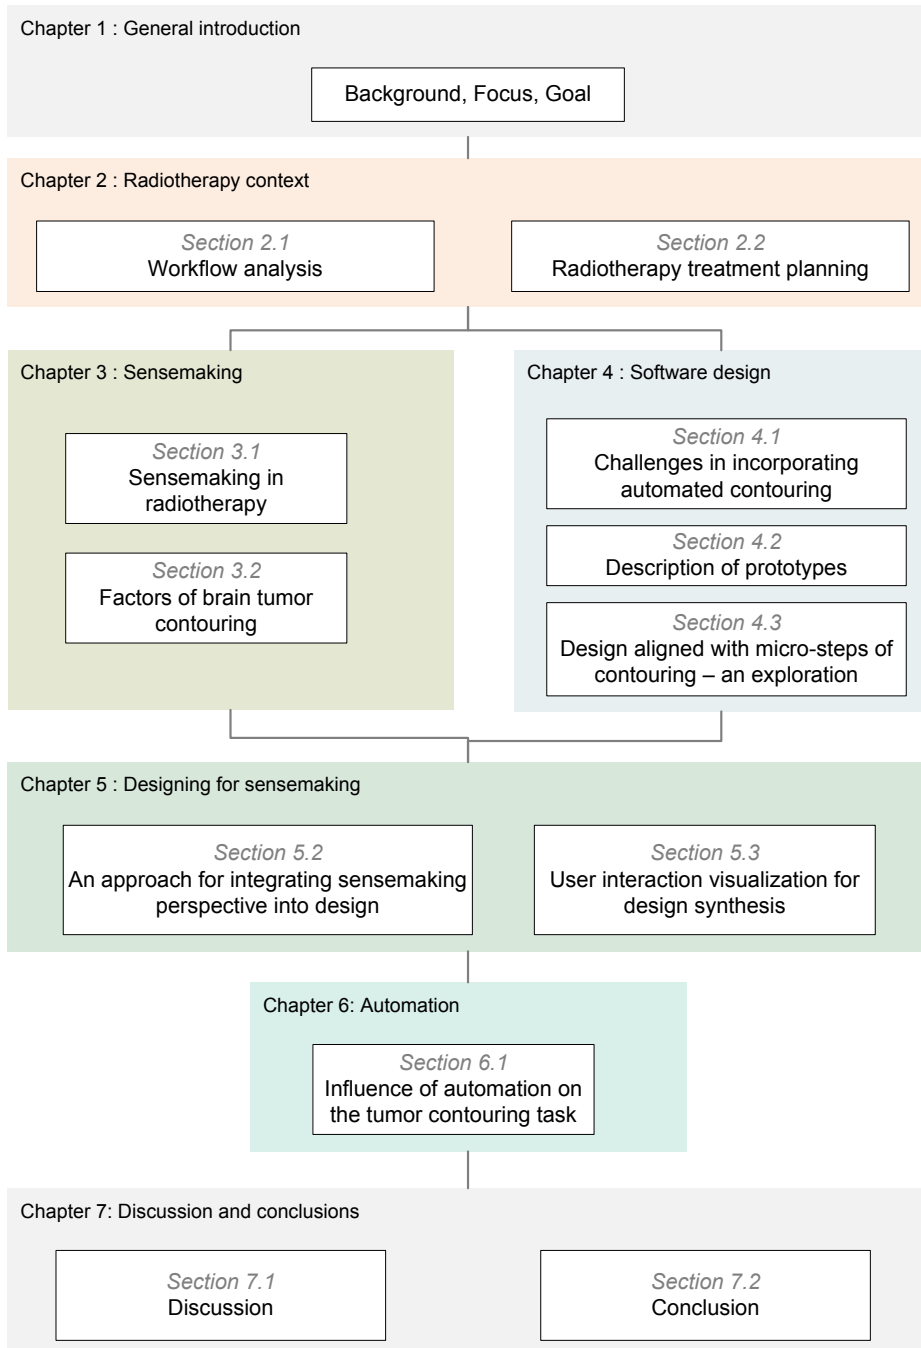 Chapter 1 : General introduction
Background, Focus, Goal
Chapter 2 : Radiotherapy context
Section 2.1
Workflow analysis
Section 2.2
Radiotherapy treatment planning
Chapter 3 : Sensemaking
Section 3.1
Sensemaking in
radiotherapy
Section 3.2
Factors of brain tumor
contouring
Chapter 4 : Software design
Section 4.1
Challenges in incorporating
automated contouring
Section 4.2
Description of prototypes
Section 4.3
Design aligned with micro-steps of
contouring – an exploration
Chapter 5 : Designing for sensemaking
Section 5.2
An approach for integrating sensemaking
perspective into design
Section 5.3
User interaction visualization for
design synthesis
Chapter 6: Automation
Section 6.1
Influence of automation on
the tumor contouring task
Chapter 7: Discussion and conclusions
Section 7.1
Discussion
Section 7.2
Conclusion